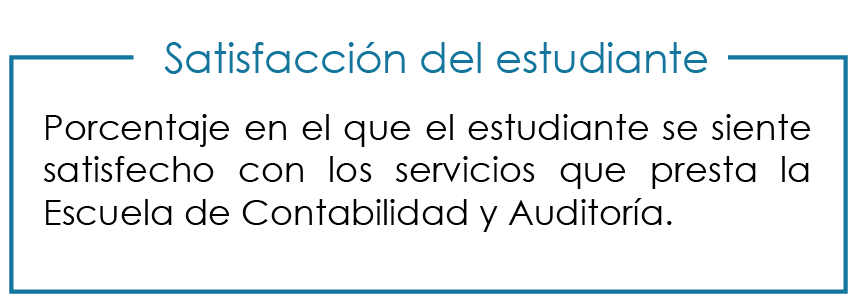 Satisfacción del estudiante
Porcentaje en el que el estudiante se siente
satisfecho con los servicios que presta la
Escuela de Contabilidad y Auditoría.